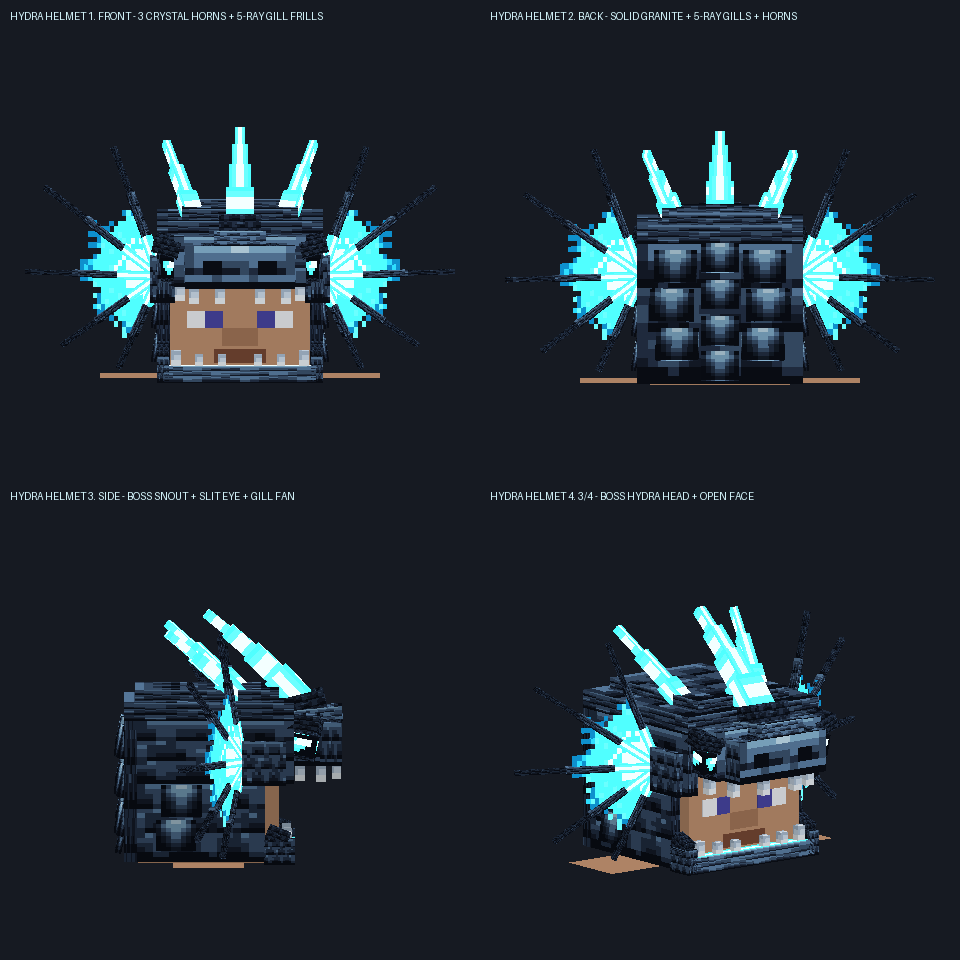 HYDRA HELMET 1. FRONT - 3 CRYSTAL HORNS + 5-RAY GILL FRILLS
HYDRA HELMET 2. BACK - SOLID GRANITE + 5-RAY GILLS + HORNS
HYDRA HELMET 3. SIDE - BOSS SNOUT + SLIT EYE + GILL FAN
HYDRA HELMET 4. 3/4 - BOSS HYDRA HEAD + OPEN FACE